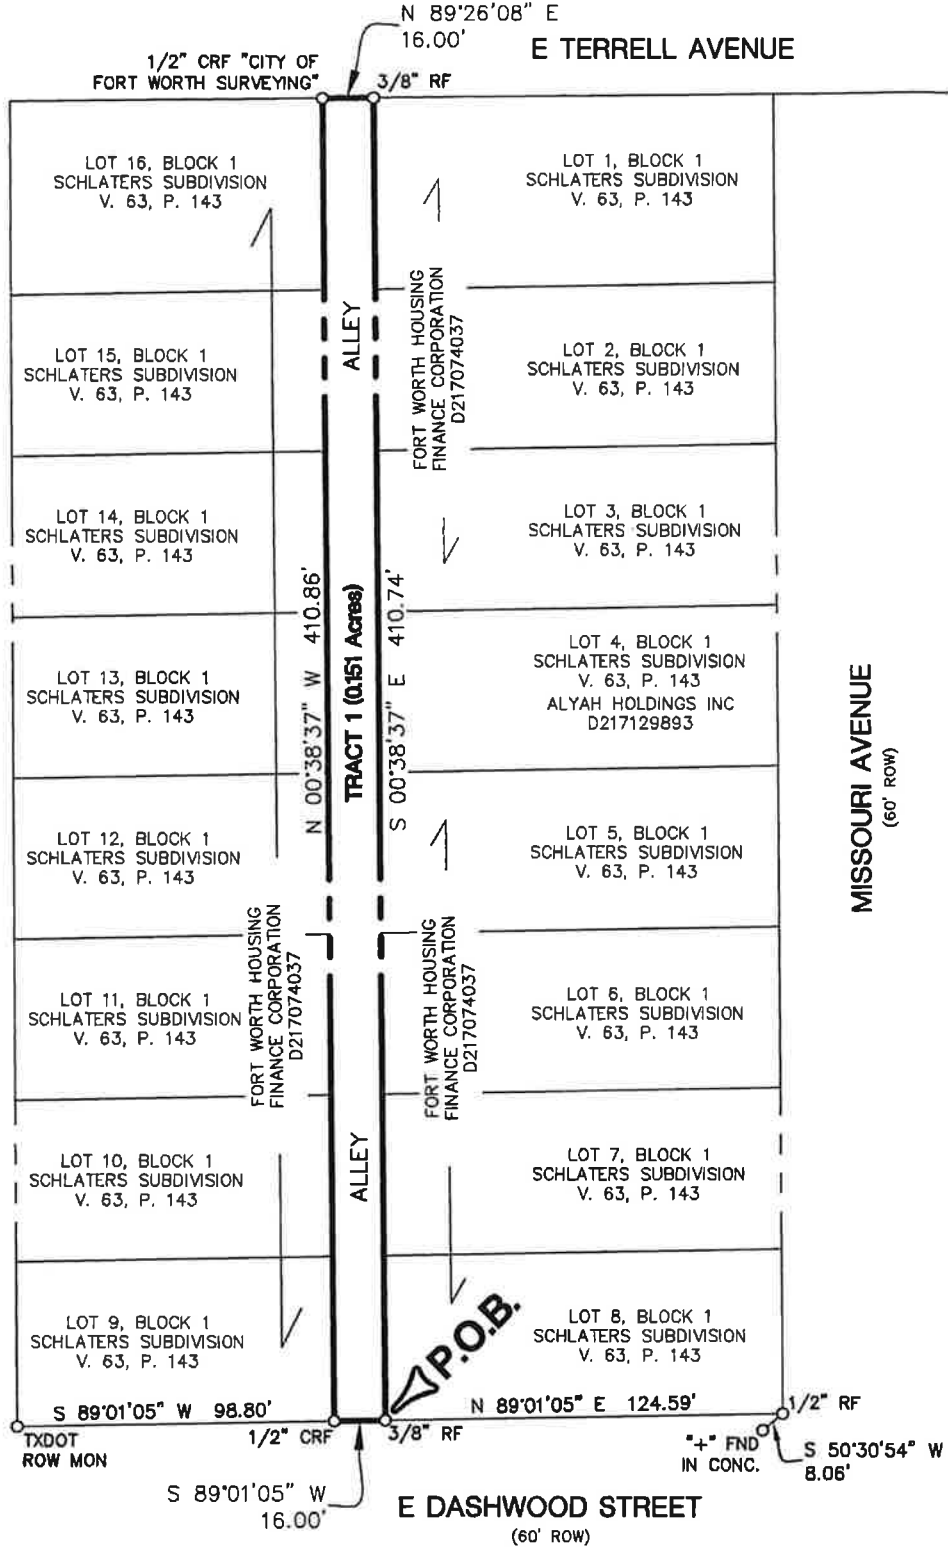 N 89°26'08" E
16.00'
E TERRELL AVENUE
1/2" CRF "CITY OF
FORT WORTH SURVEYING"
3/8" RF
LOT 16, BLOCK 1
SCHLATERS SUBDIVISION
V. 63, P. 143
LOT 1, BLOCK 1
SCHLATERS SUBDIVISION
V. 63, P. 143
ALLEY
FORT WORTH HOUSING
FINANCE CORPORATION
D217074037
LOT 15, BLOCK 1
SCHLATERS SUBDIVISION
V. 63, P. 143
LOT 2, BLOCK 1
SCHLATERS SUBDIVISION
V. 63, P. 143
LOT 14, BLOCK 1
SCHLATERS SUBDIVISION
V. 63, P. 143
LOT 3, BLOCK 1
SCHLATERS SUBDIVISION
V. 63, P. 143
N 00°38'37" W 410.86'
TRACT 1 (0.151 Acres)
S 00°38'37" E 410.74'
LOT 13, BLOCK 1
SCHLATERS SUBDIVISION
V. 63, P. 143
LOT 4, BLOCK 1
SCHLATERS SUBDIVISION
V. 63, P. 143
ALYAH HOLDINGS INC
D217129893
MISSOURI AVENUE
(60' ROW)
LOT 12, BLOCK 1
SCHLATERS SUBDIVISION
V. 63, P. 143
LOT 5, BLOCK 1
SCHLATERS SUBDIVISION
V. 63, P. 143
FORT WORTH HOUSING
FINANCE CORPORATION
D217074037
FORT WORTH HOUSING
FINANCE CORPORATION
D217074037
LOT 11, BLOCK 1
SCHLATERS SUBDIVISION
V. 63, P. 143
LOT 6, BLOCK 1
SCHLATERS SUBDIVISION
V. 63, P. 143
LOT 10, BLOCK 1
SCHLATERS SUBDIVISION
V. 63, P. 143
ALLEY
LOT 7, BLOCK 1
SCHLATERS SUBDIVISION
V. 63, P. 143
LOT 9, BLOCK 1
SCHLATERS SUBDIVISION
V. 63, P. 143
P.O.B.
LOT 8, BLOCK 1
SCHLATERS SUBDIVISION
V. 63, P. 143
S 89°01'05" W 98.80'
N 89°01'05" E 124.59'
1/2" RF
TXDOT
ROW MON
1/2" CRF
3/8" RF
"+" FND
IN CONC.
S 50°30'54" W
8.06'
S 89°01'05" W
16.00'
E DASHWOOD STREET
(60' ROW)